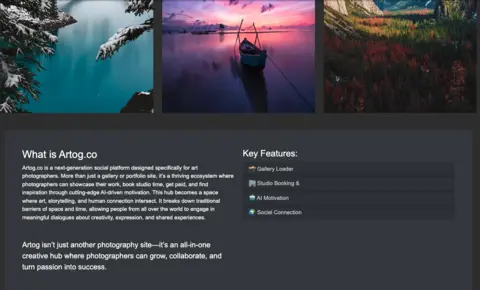 What is Artog.co
Artog.co is a next-generation social platform designed specifically for art
photographers. More than just a gallery or portfolio site, it's a thriving ecosystem where
photographers can showcase their work, book studio time, get paid, and find
inspiration through cutting-edge AI-driven motivation. This hub becomes a space
where art, storytelling, and human connection intersect. It breaks down traditional
barriers of space and time, allowing people from all over the world to engage in
meaningful dialogues about creativity, expression, and shared experiences.
Artog isn't just another photography site—it's an all-in-one
creative hub where photographers can grow, collaborate, and
turn passion into success.
Key Features:
Gallery Loader
Studio Booking &
AI Motivation
Social Connection